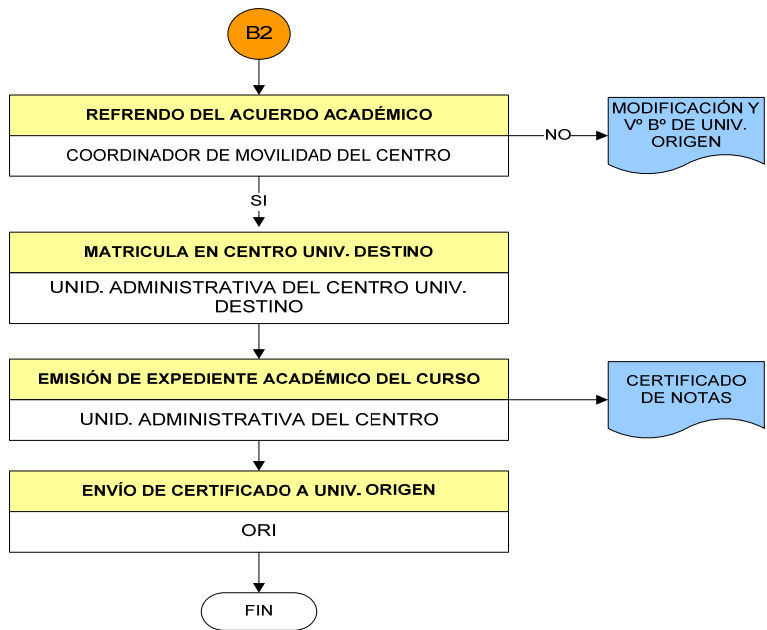 B2
REFRENDO DEL ACUERDO ACADÉMICO
COORDINADOR DE MOVILIDAD DEL CENTRO
NO
MODIFICACIÓN Y
Vº Bº DE UNIV.
ORIGEN
SI
MATRICULA EN CENTRO UNIV. DESTINO
UNID. ADMINISTRATIVA DEL CENTRO UNIV.
DESTINO
EMISIÓN DE EXPEDIENTE ACADÉMICO DEL CURSO
UNID. ADMINISTRATIVA DEL CENTRO
CERTIFICADO
DE NOTAS
ENVÍO DE CERTIFICADO A UNIV. ORIGEN
ORI
FIN